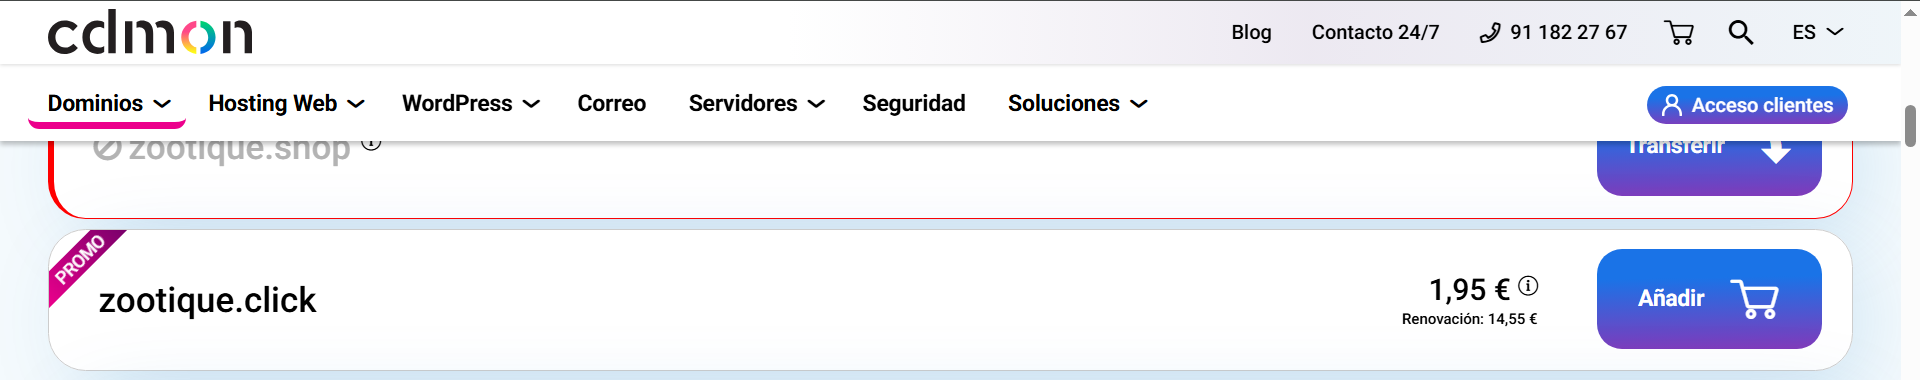 cdmon
Blog Contacto 24/7 91 182 27 67 ES
Dominios Hosting Web WordPress Correo Servidores Seguridad Soluciones Acceso clientes
zootique.shop Transferir
PROMO
zootique.click
1,95 €
Renovación: 14,55 €
Añadir